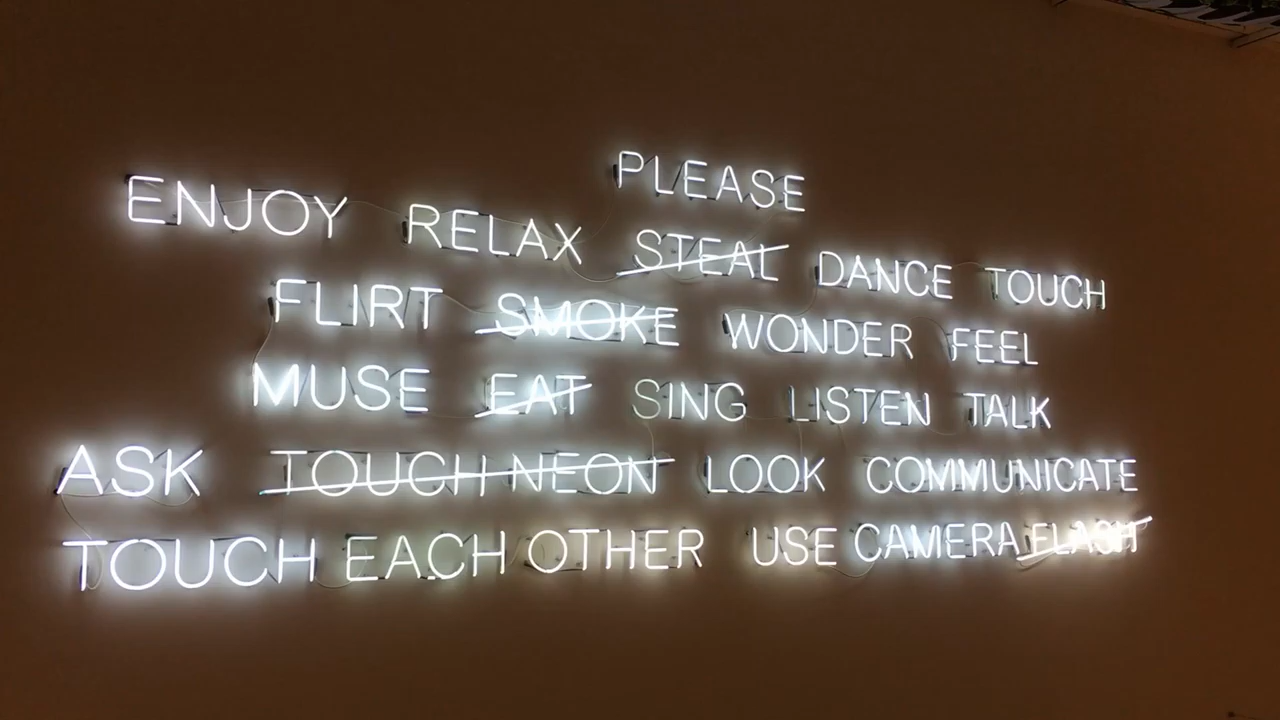 PLEASE
ENJOY RELAX STEAL DANCE TOUCH
FLIRT SMOKE WONDER FEEL
MUSE EAT SING LISTEN TALK
ASK TOUCH NEON LOOK COMMUNICATE
TOUCH EACH OTHER USE CAMERA FLASH